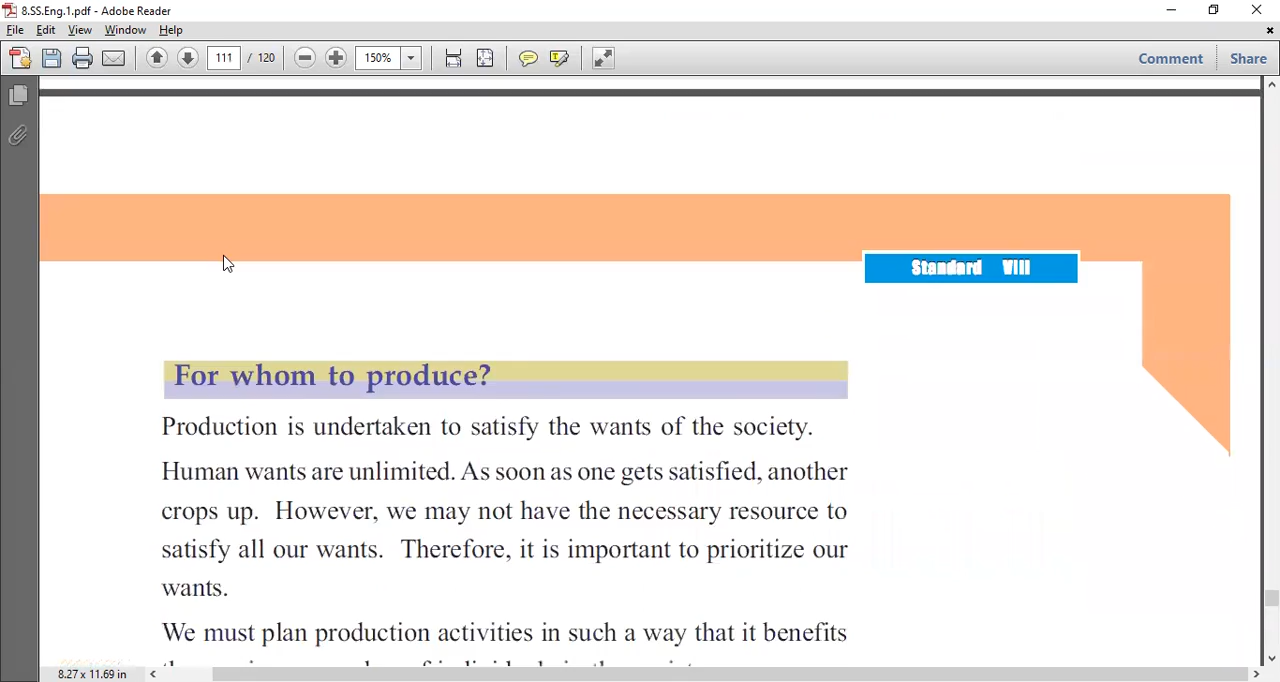 8.SS.Eng.1.pdf - Adobe Reader
File Edit View Window Help
111 / 120 150% Comment Share
Standard VIII
For whom to produce?
Production is undertaken to satisfy the wants of the society.
Human wants are unlimited. As soon as one gets satisfied, another
crops up. However, we may not have the necessary resource to
satisfy all our wants. Therefore, it is important to prioritize our
wants.
We must plan production activities in such a way that it benefits
8.27 x 11.69 in